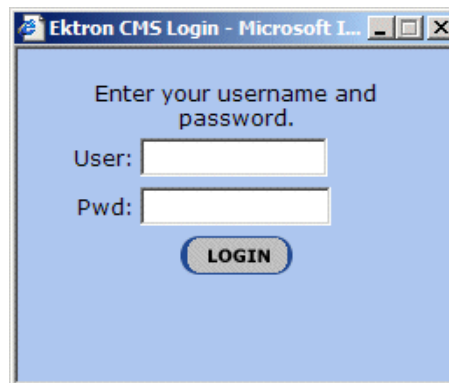 Ektron CMS Login - Microsoft I...
Enter your username and
password.
User:
Pwd:
LOGIN